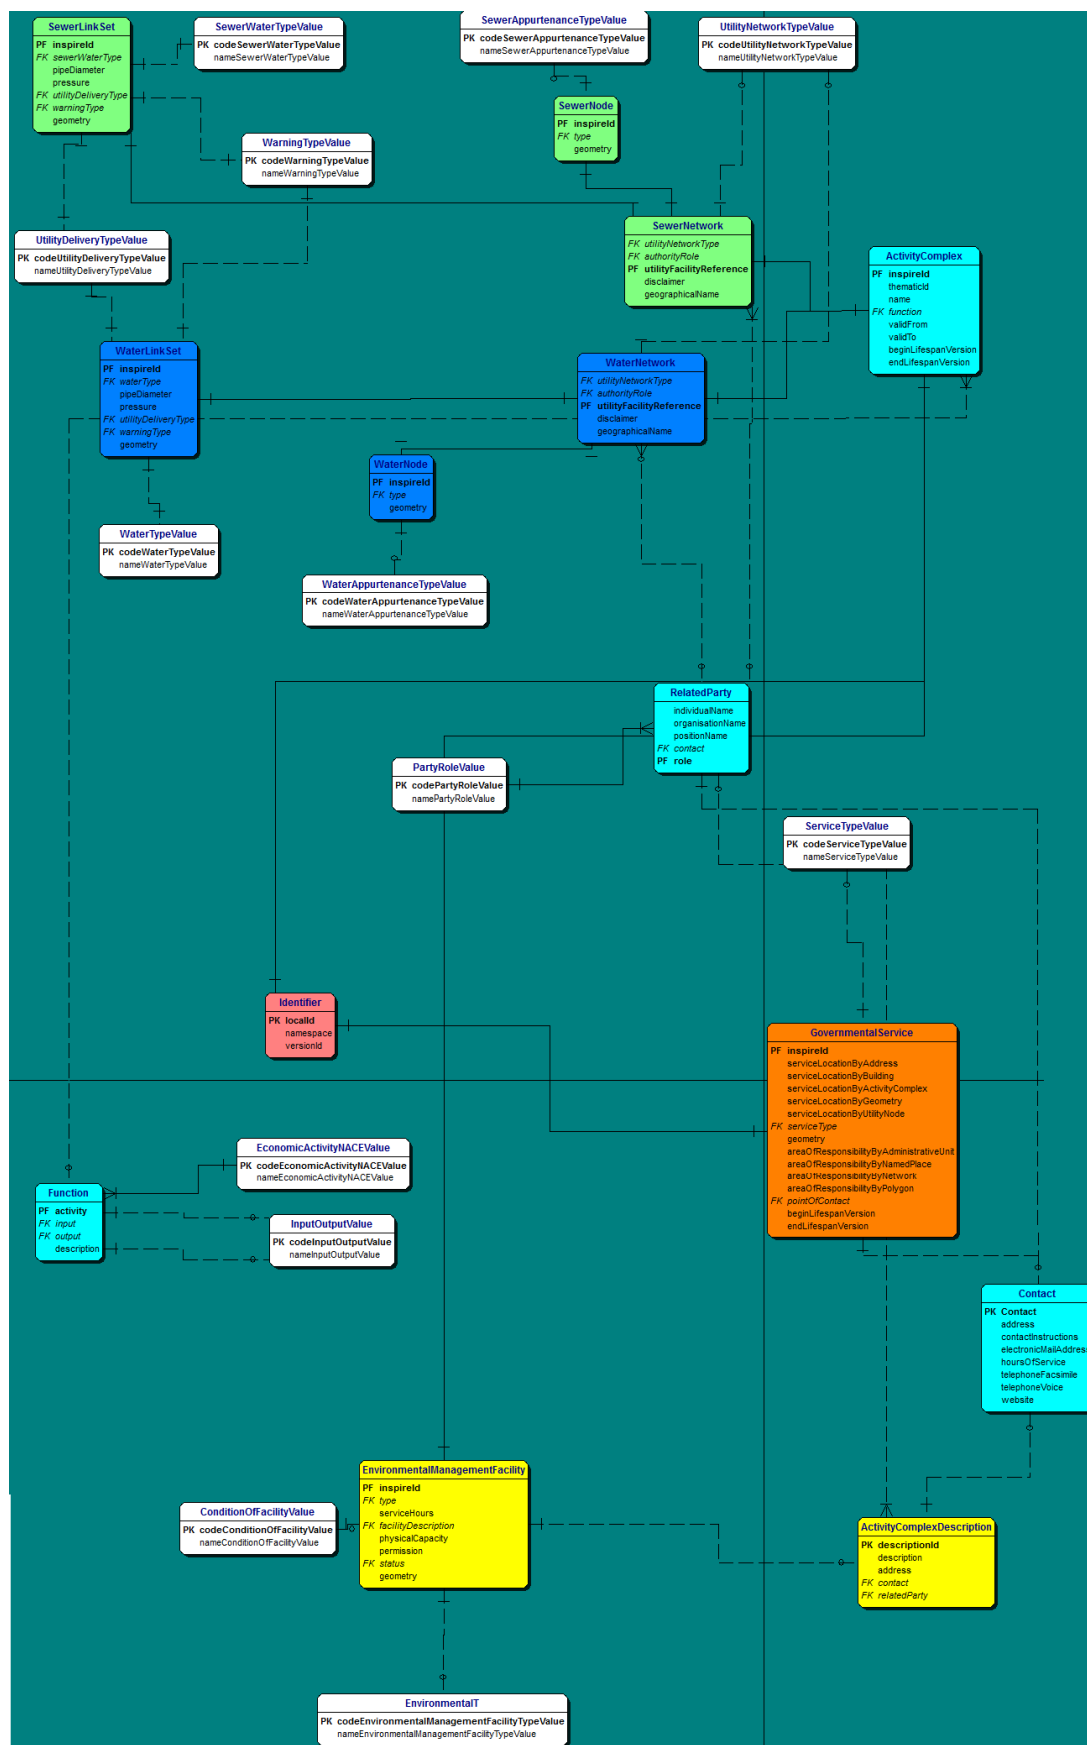 SewerLinkSet
PF inspireId
FK sewerWaterType
pipeDiameter
pressure
FK utilityDeliveryType
FK warningType
geometry
SewerWaterTypeValue
PK codeSewerWaterTypeValue
nameSewerWaterTypeValue
SewerAppurtenanceTypeValue
PK codeSewerAppurtenanceTypeValue
nameSewerAppurtenanceTypeValue
UtilityNetworkTypeValue
PK codeUtilityNetworkTypeValue
nameUtilityNetworkTypeValue
SewerNode
PF inspireId
FK type
geometry
WarningTypeValue
PK codeWarningTypeValue
nameWarningTypeValue
UtilityDeliveryTypeValue
PK codeUtilityDeliveryTypeValue
nameUtilityDeliveryTypeValue
SewerNetwork
FK utilityNetworkType
FK authorityRole
PF utilityFacilityReference
disclaimer
geographicalName
ActivityComplex
PF inspireId
thematicId
name
FK function
validFrom
validTo
beginLifespanVersion
endLifespanVersion
WaterLinkSet
PF inspireId
FK waterType
pipeDiameter
pressure
FK utilityDeliveryType
FK warningType
geometry
WaterNetwork
FK utilityNetworkType
FK authorityRole
PF utilityFacilityReference
disclaimer
geographicalName
WaterNode
PF inspireId
FK type
geometry
WaterTypeValue
PK codeWaterTypeValue
nameWaterTypeValue
WaterAppurtenanceTypeValue
PK codeWaterAppurtenanceTypeValue
nameWaterAppurtenanceTypeValue
RelatedParty
individualName
organisationName
positionName
FK contact
PF role
PartyRoleValue
PK codePartyRoleValue
namePartyRoleValue
ServiceTypeValue
PK codeServiceTypeValue
nameServiceTypeValue
Identifier
PK localId
namespace
versionId
GovernmentalService
PF inspireId
serviceLocationByAddress
serviceLocationByBuilding
serviceLocationByActivityComplex
serviceLocationByGeometry
serviceLocationByUtilityNode
FK serviceType
geometry
areaOfResponsibilityByAdministrativeUnit
areaOfResponsibilityByNamedPlace
areaOfResponsibilityByNetwork
areaOfResponsibilityByPolygon
FK pointOfContact
beginLifespanVersion
endLifespanVersion
EconomicActivityNACEValue
PK codeEconomicActivityNACEValue
nameEconomicActivityNACEValue
Function
PF activity
FK input
FK output
description
InputOutputValue
PK codeInputOutputValue
nameInputOutputValue
Contact
PK Contact
address
contactInstructions
electronicMailAddress
hoursOfService
telephoneFacsimile
telephoneVoice
website
EnvironmentalManagementFacility
PF inspireId
FK type
serviceHours
FK facilityDescription
physicalCapacity
permission
FK status
geometry
ConditionOfFacilityValue
PK codeConditionOfFacilityValue
nameConditionOfFacilityValue
ActivityComplexDescription
PK descriptionId
description
address
FK contact
FK relatedParty
EnvironmentalT
PK codeEnvironmentalManagementFacilityTypeValue
nameEnvironmentalManagementFacilityTypeValue